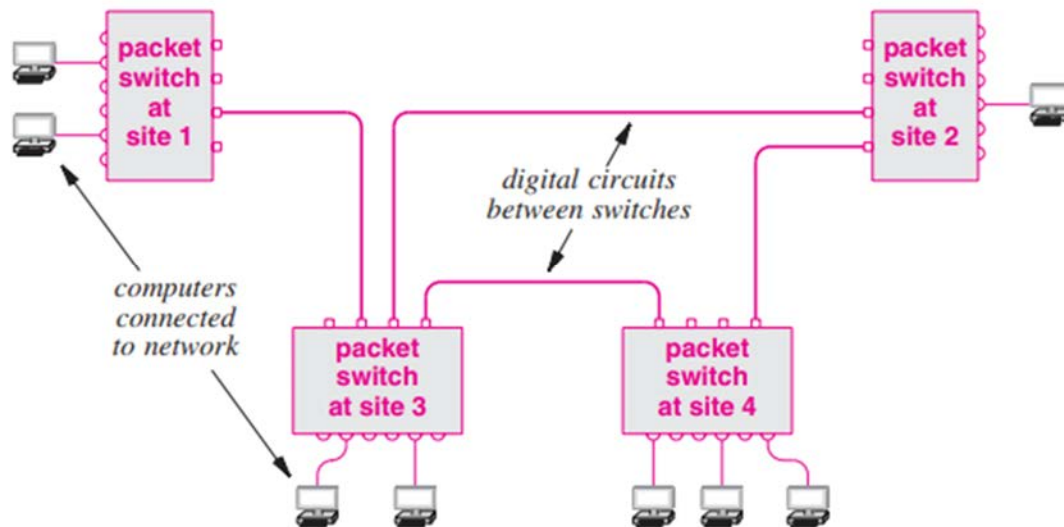 packet
switch
at
site 1
packet
switch
at
site 2
digital circuits
between switches
computers
connected
to network
packet
switch
at site 3
packet
switch
at site 4